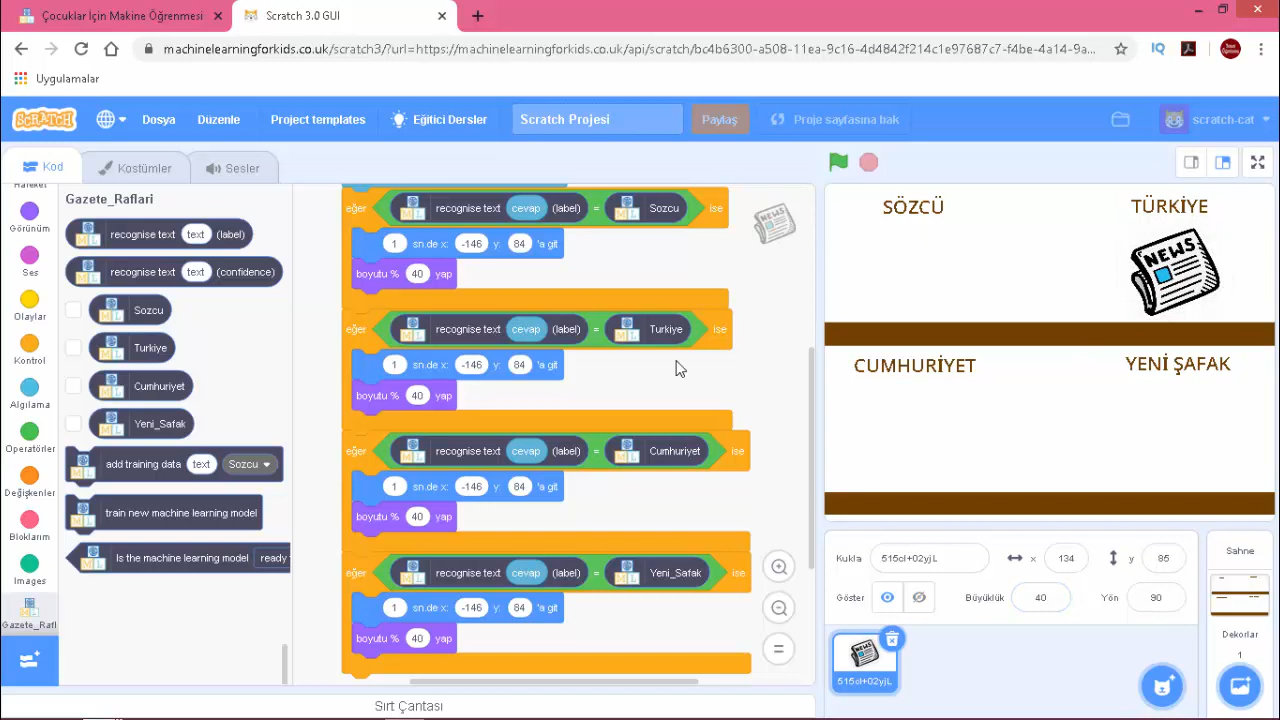 Çocuklar İçin Makine Öğrenmesi
Scratch 3.0 GUI
machinelearningforkids.co.uk/scratch3/?url=https://machinelearningforkids.co.uk/api/scratch/bc4b6300-a508-11ea-9c16-4d4842f214c1e97687c7-f4be-4a14-9a...
Uygulamalar
SCRATCH
Dosya
Düzenle
Project templates
Eğitici Dersler
Scratch Projesi
Paylaş
Proje sayfasına bak
scratch-cat
Kod
Kostümler
Sesler
Hareket
Görünüm
Ses
Olaylar
Kontrol
Algılama
Operatörler
Değişkenler
Bloklarım
Images
Gazete_Rafl
Gazete_Raflari
recognise text text (label)
recognise text text (confidence)
Sozcu
Turkiye
Cumhuriyet
Yeni_Safak
add training data text Sozcu
train new machine learning model
Is the machine learning model ready
eğer recognise text cevap (label) = Sozcu ise
1 sn.de x: -146 y: 84 'a git
boyutu % 40 yap
eğer recognise text cevap (label) = Turkiye ise
1 sn.de x: -146 y: 84 'a git
boyutu % 40 yap
eğer recognise text cevap (label) = Cumhuriyet ise
1 sn.de x: -146 y: 84 'a git
boyutu % 40 yap
eğer recognise text cevap (label) = Yeni_Safak ise
1 sn.de x: -146 y: 84 'a git
boyutu % 40 yap
Sırt Çantası
SÖZCÜ
TÜRKİYE
NEWS
CUMHURİYET
YENİ ŞAFAK
Kukla 515cl+02yjL x 134 y 85
Göster Büyüklük 40 Yön 90
515cl+02yjL
Sahne
Dekorlar
1